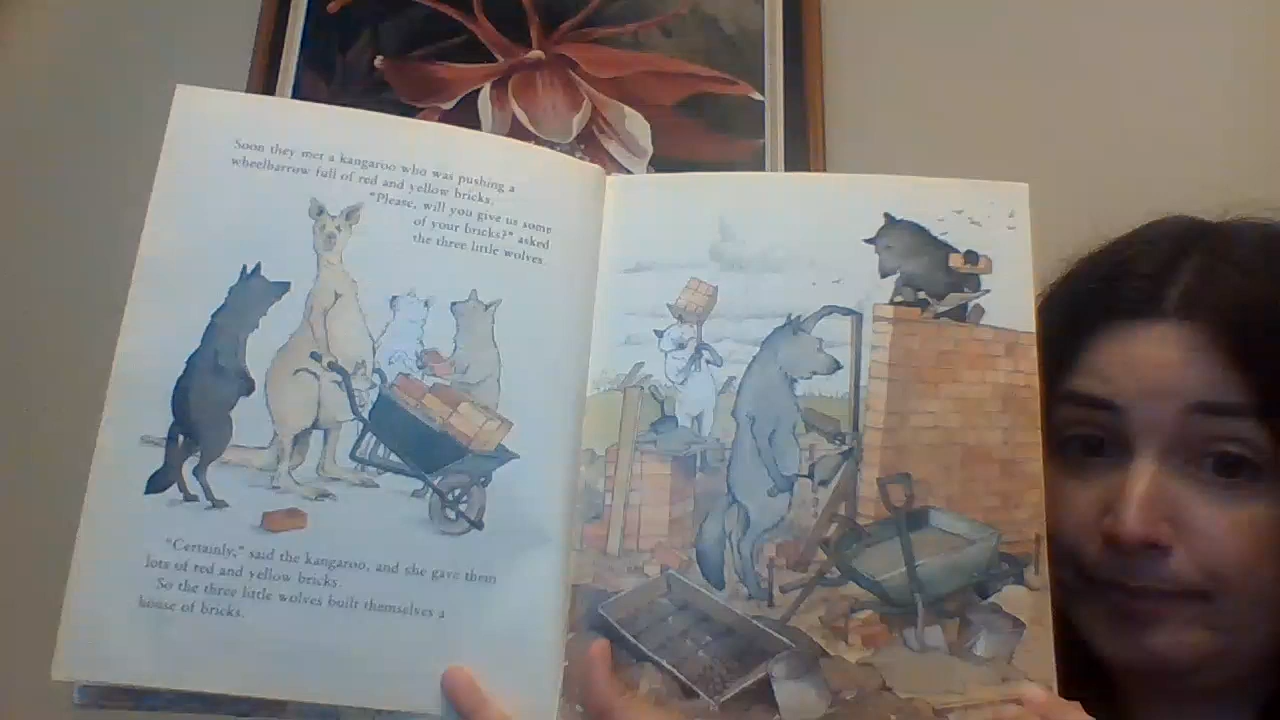 Soon they met a kangaroo who was pushing a
wheelbarrow full of red and yellow bricks.
"Please, will you give us some
of your bricks?" asked
the three little wolves.
"Certainly," said the kangaroo, and she gave them
lots of red and yellow bricks.
So the three little wolves built themselves a
house of bricks.